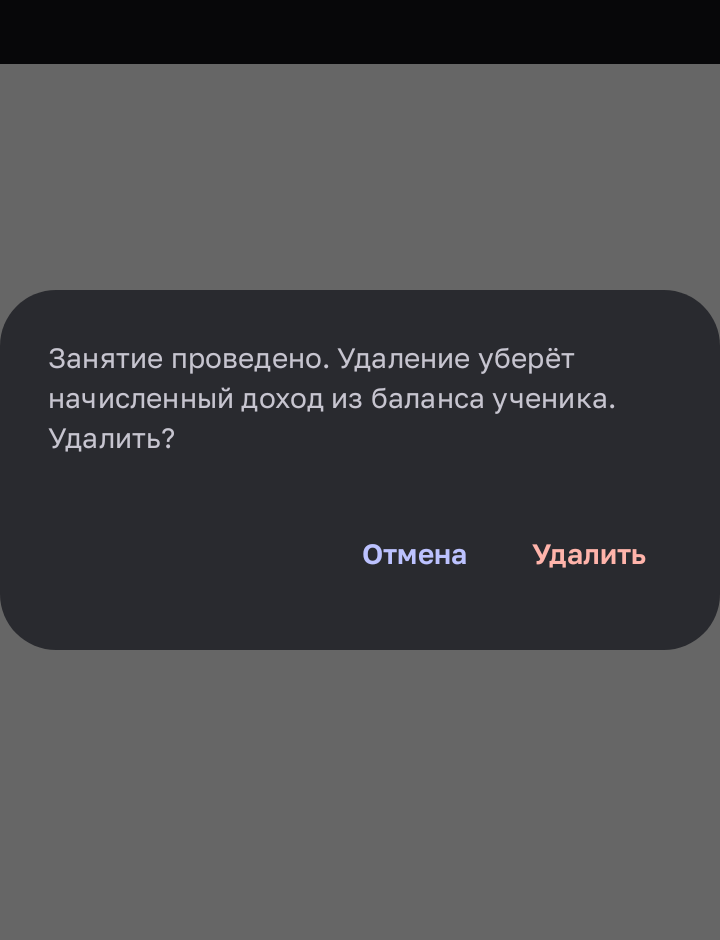 Занятие проведено. Удаление уберёт
начисленный доход из баланса ученика.
Удалить?
Отмена Удалить